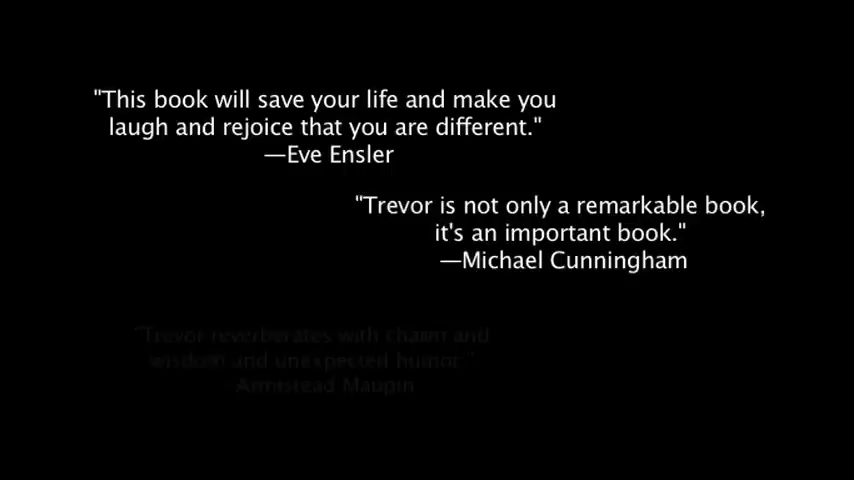 "This book will save your life and make you
laugh and rejoice that you are different."
—Eve Ensler
"Trevor is not only a remarkable book,
it's an important book."
—Michael Cunningham
"Trevor reverberates with charm and
wisdom and unexpected humor."
—Armistead Maupin